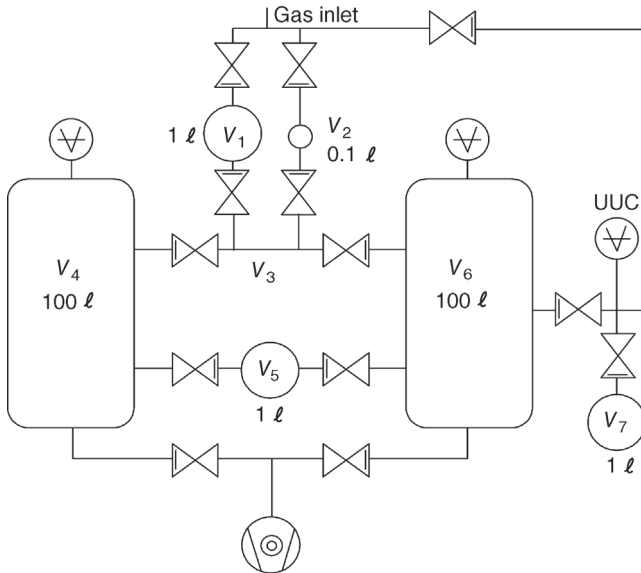 Gas inlet
1 ℓ
V1
V2
0.1 ℓ
UUC
V4
100 ℓ
V3
V6
100 ℓ
V5
1 ℓ
V7
1 ℓ